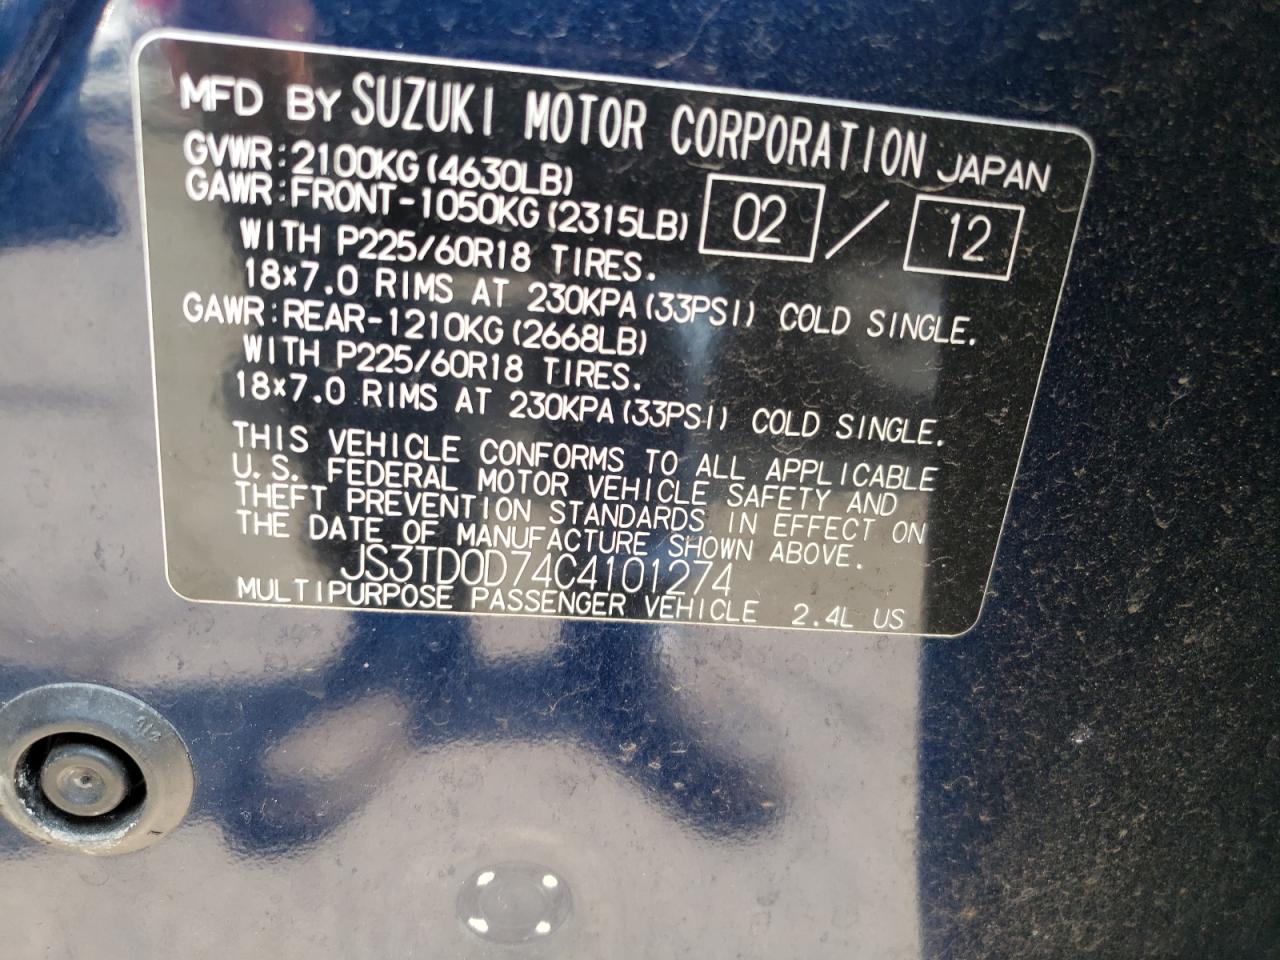 MFD BY SUZUKI MOTOR CORPORATION JAPAN
GVWR:2100KG(4630LB)
GAWR:FRONT-1050KG(2315LB) 02 / 12
WITH P225/60R18 TIRES.
18×7.0 RIMS AT 230KPA(33PSI) COLD SINGLE.
GAWR:REAR-1210KG(2668LB)
WITH P225/60R18 TIRES.
18×7.0 RIMS AT 230KPA(33PSI) COLD SINGLE.
THIS VEHICLE CONFORMS TO ALL APPLICABLE
U.S. FEDERAL MOTOR VEHICLE SAFETY AND
THEFT PREVENTION STANDARDS IN EFFECT ON
THE DATE OF MANUFACTURE SHOWN ABOVE.
JS3TD0D74C4101274
MULTIPURPOSE PASSENGER VEHICLE 2.4L US